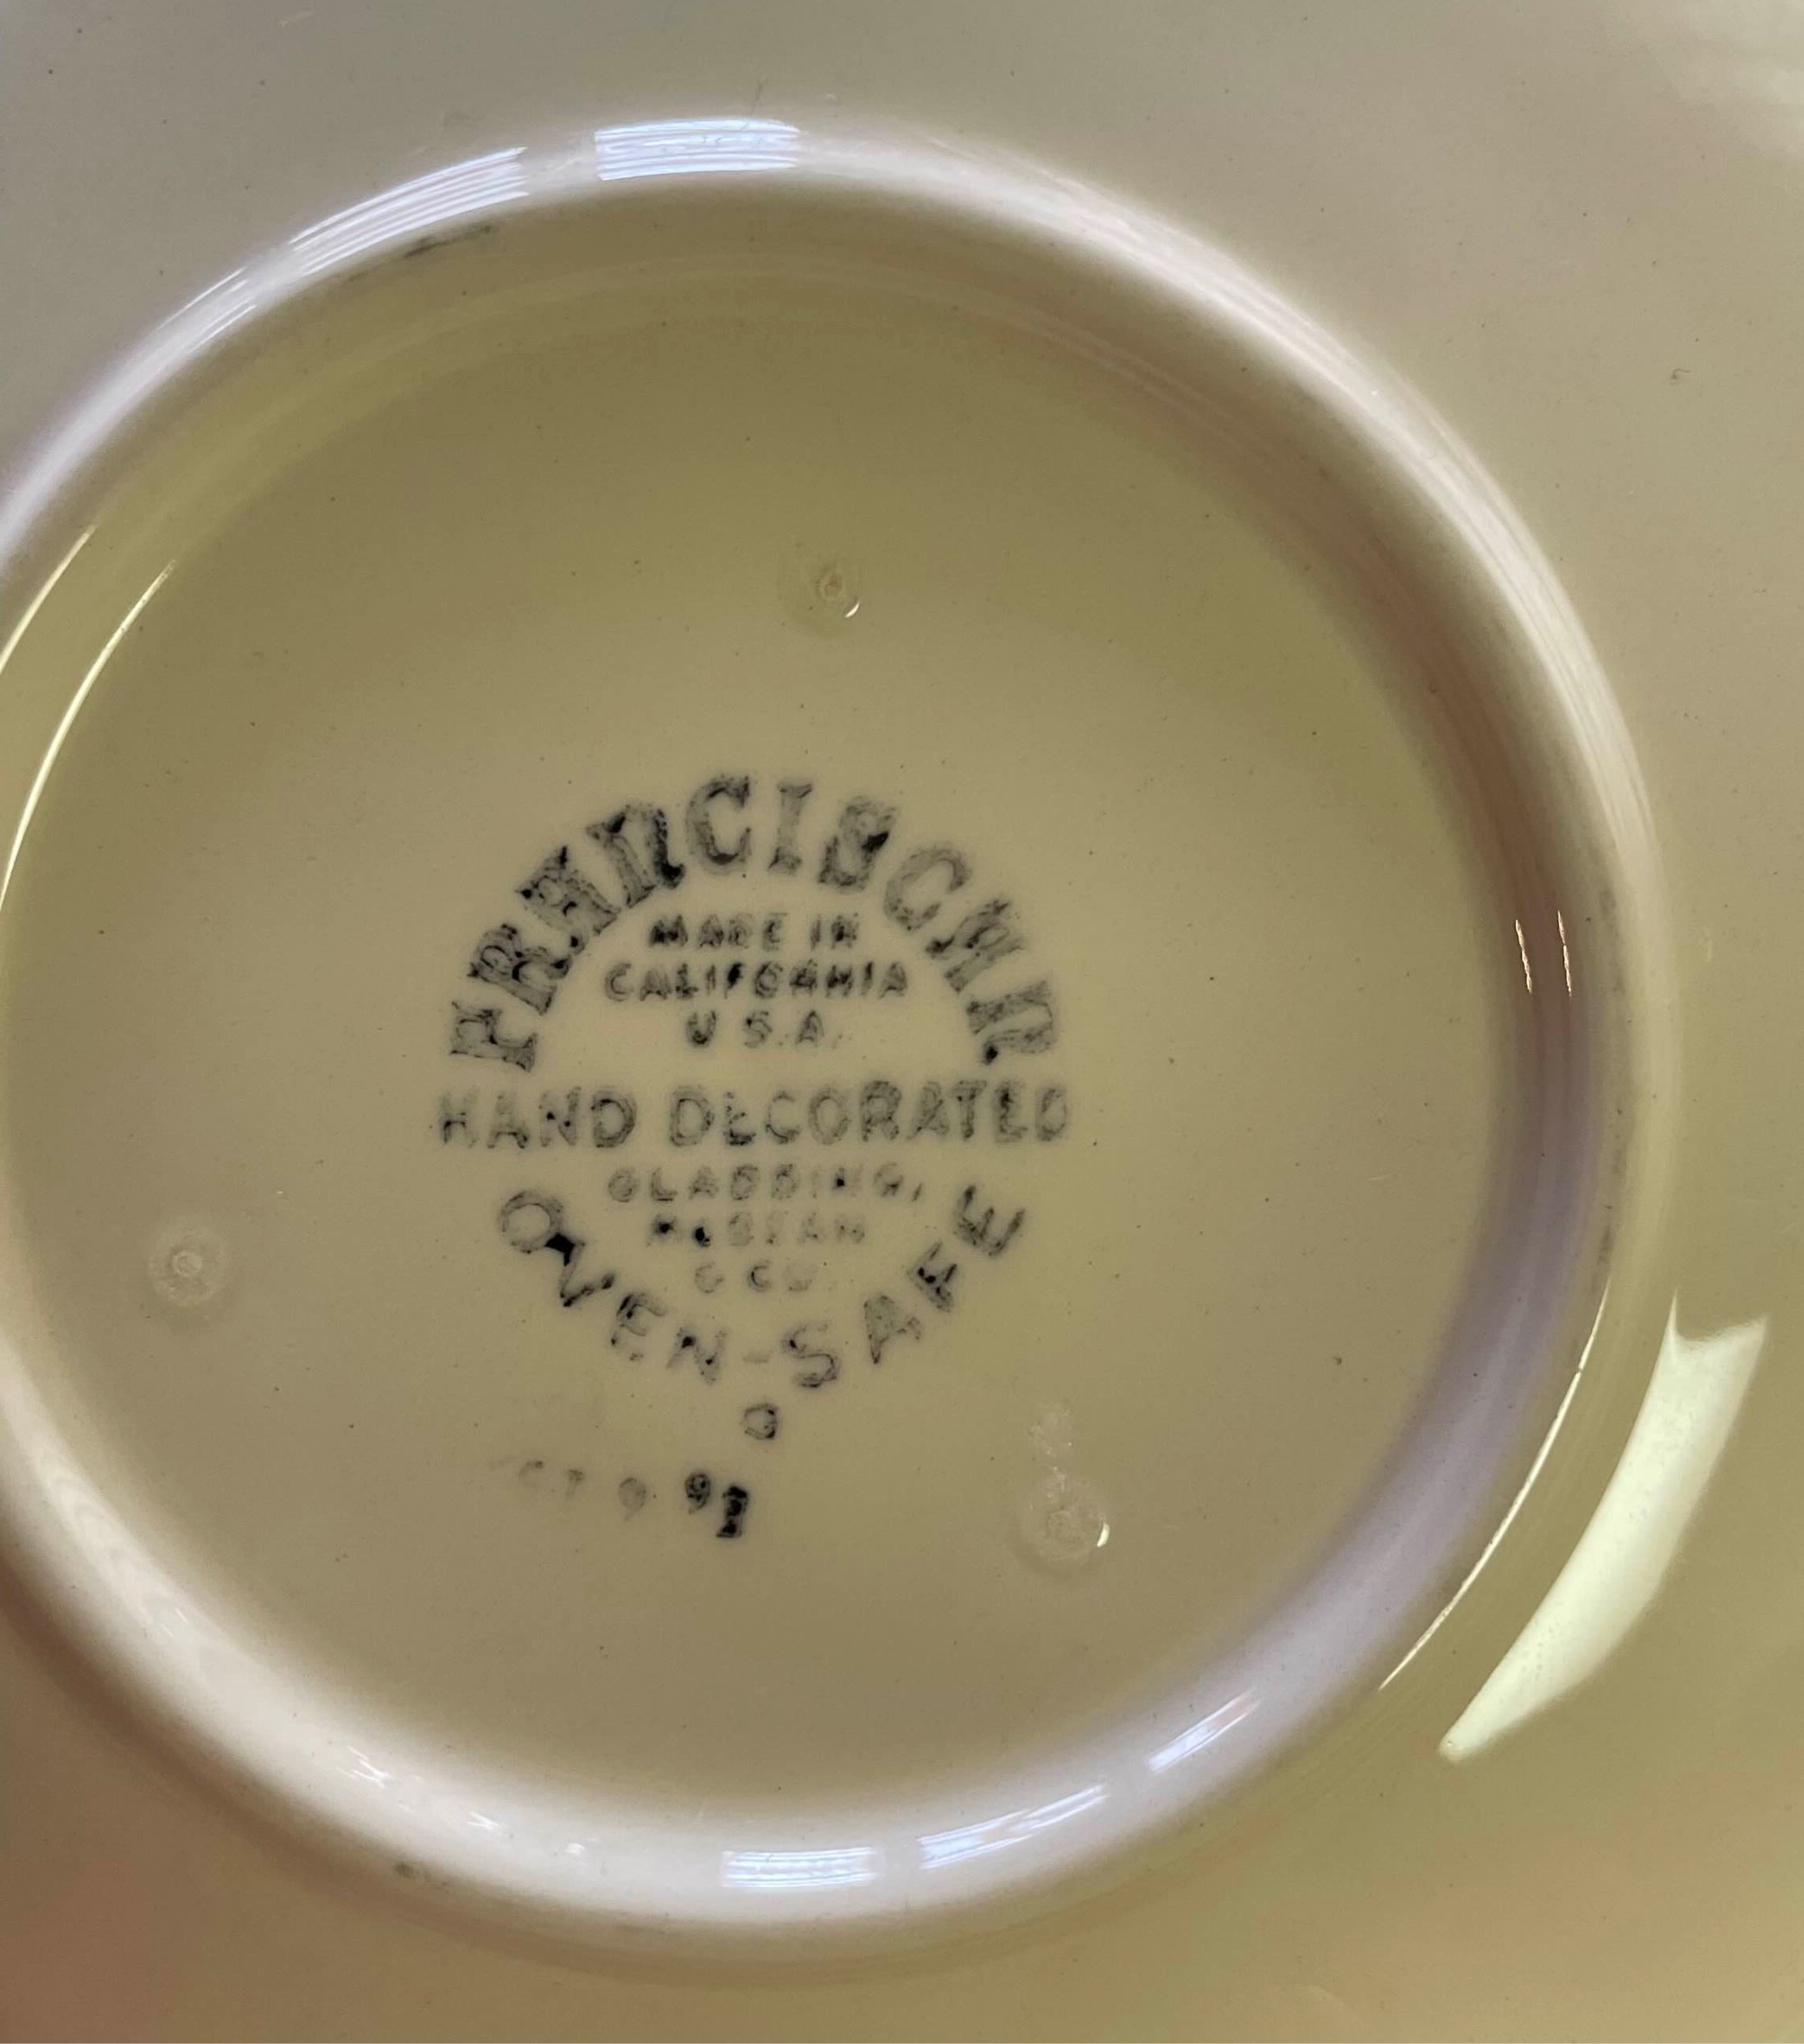 FRANCISCAN
MADE IN
CALIFORNIA
U.S.A.
HAND DECORATED
GLADDING,
McBEAN
& CO.
OVEN-SAFE